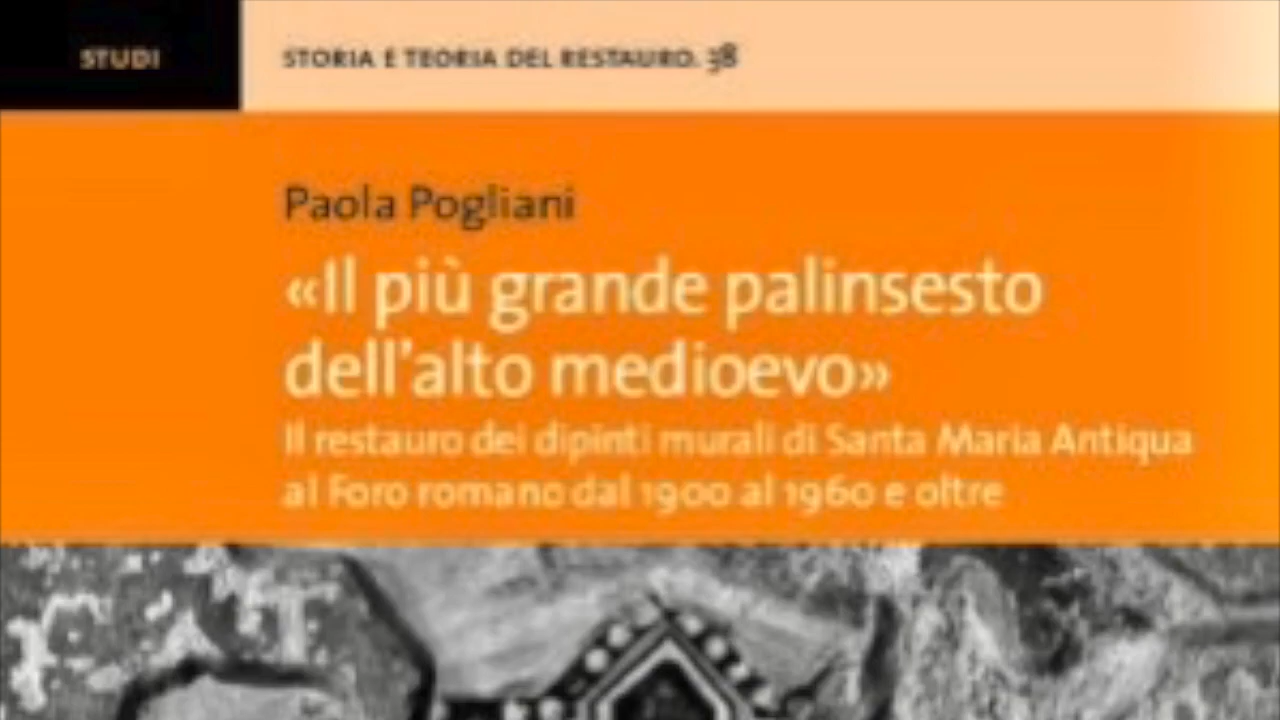 STUDI
STORIA E TEORIA DEL RESTAURO. 38
Paola Pogliani
«Il più grande palinsesto
dell'alto medioevo»
Il restauro dei dipinti murali di Santa Maria Antiqua
al Foro romano dal 1900 al 1960 e oltre